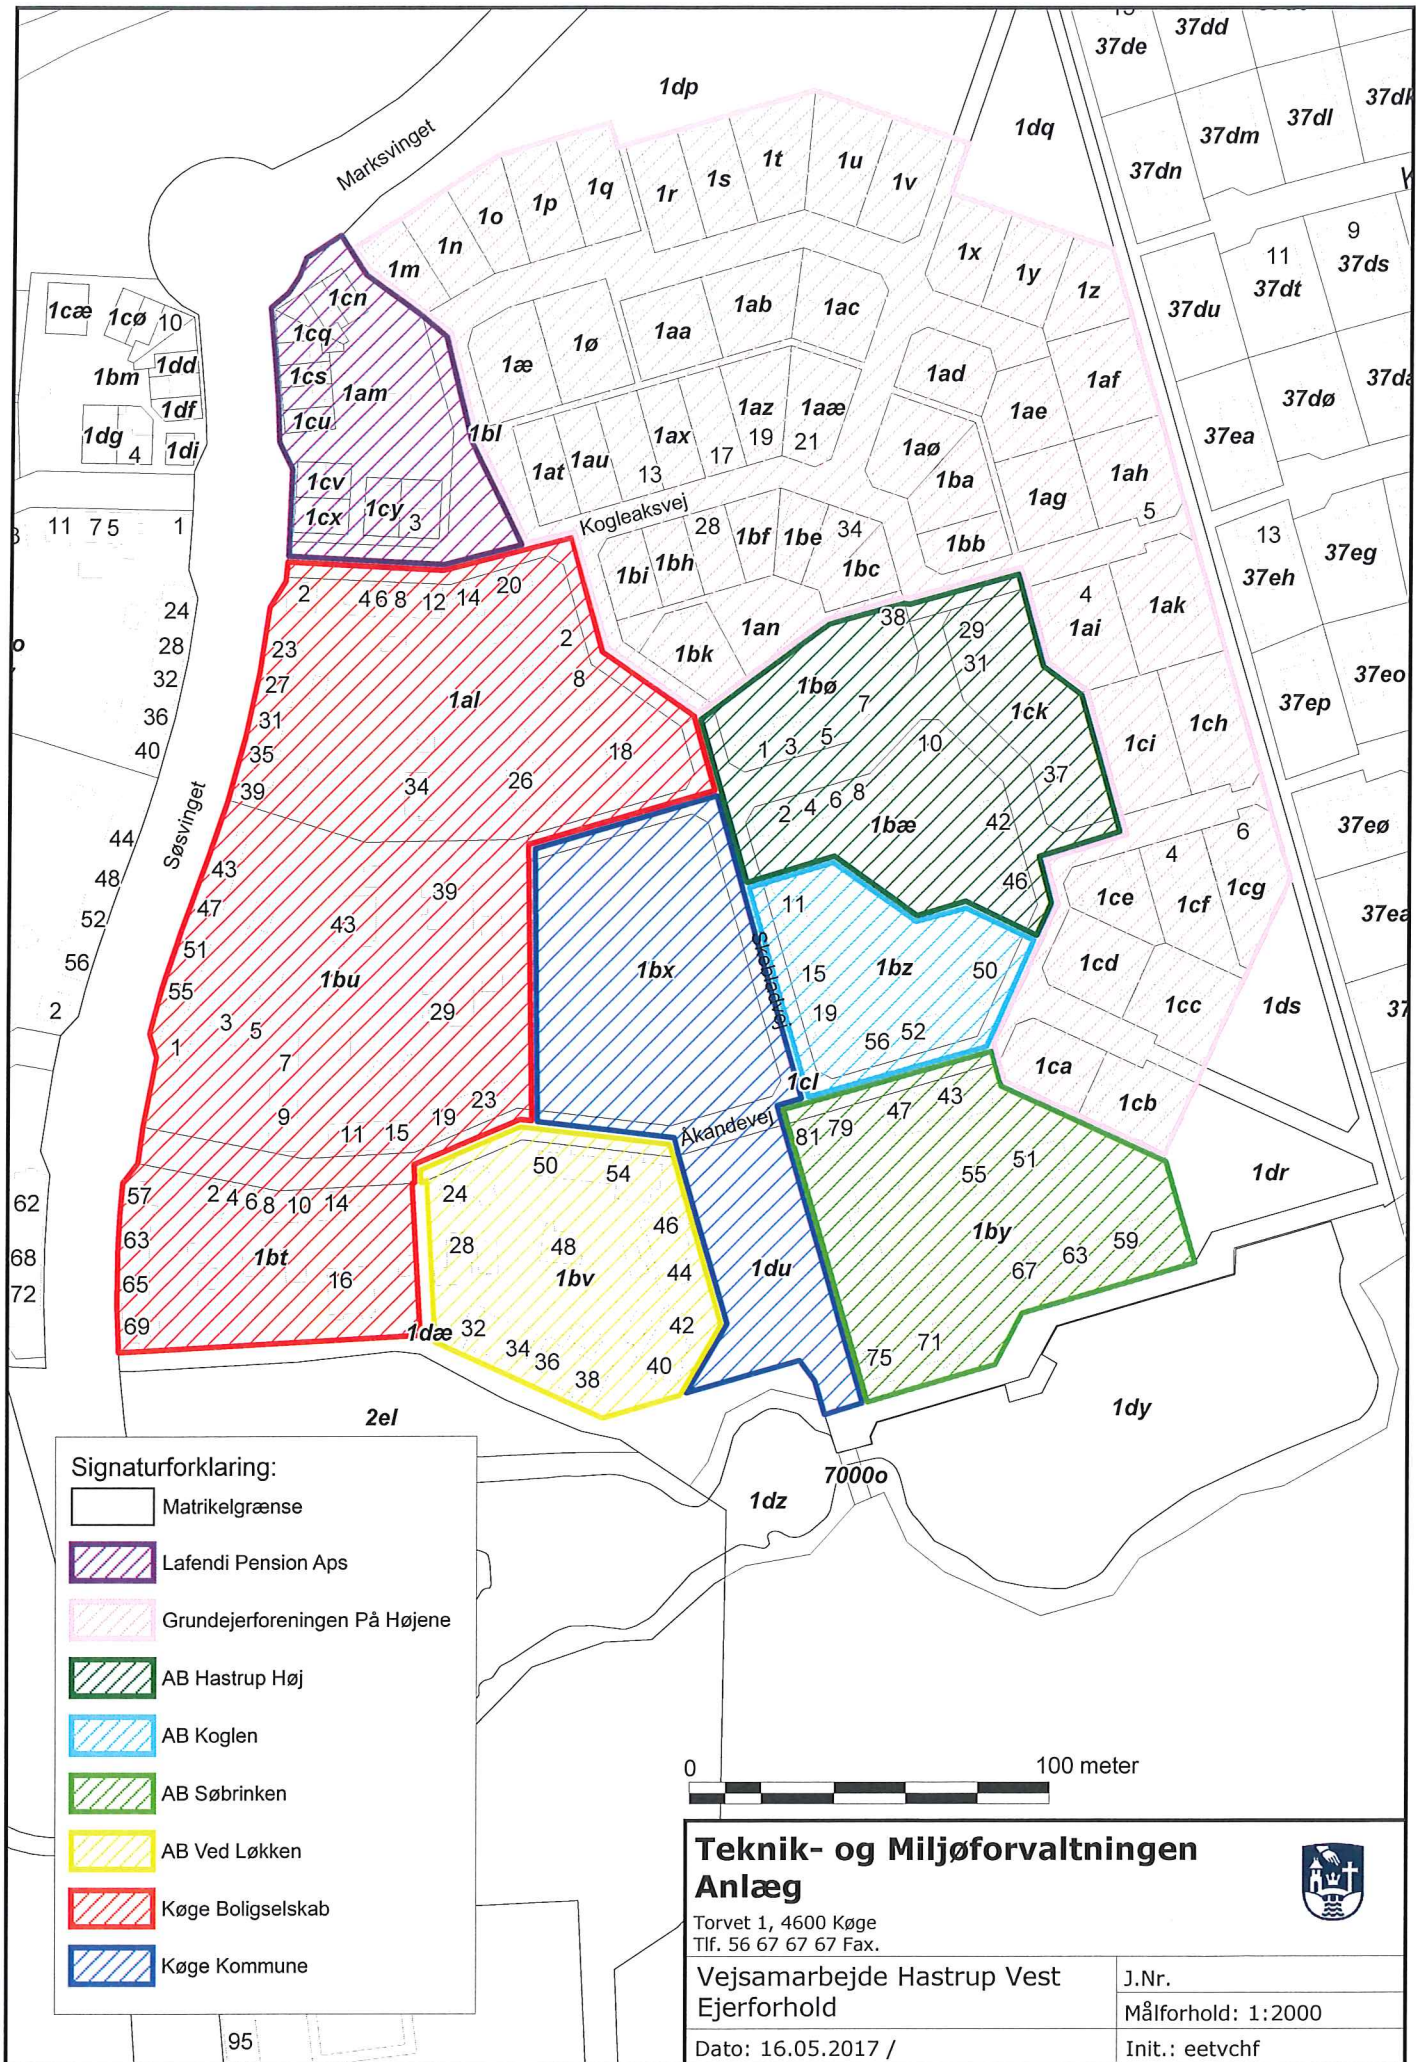 1dp
37de
37dd
37dk
37dl
37dm
1dq
37dn
Marksvinget
1t
1u
1v
1s
1r
1q
1p
1o
1n
1m
1x
1y
1z
9
37ds
11
37dt
37du
1cæ
1cø
10
1dd
1bm
1df
1dg
4
1di
1cn
1cq
1cs
1am
1cu
1bl
1cv
1cx
1cy
3
1æ
1ø
1aa
1ab
1ac
1ad
1ae
1af
37dø
37ea
1at
1au
1ax
13
17
1az
19
1aæ
21
1aø
1ba
1ag
1ah
5
Kogleaksvej
28
1bf
1be
34
1bc
1bb
1bi
1bh
1bk
1an
4
1ai
1ak
13
37eh
37eg
37eo
37ep
11
7
5
1
24
28
32
36
40
44
48
52
56
2
62
68
72
Søsvinget
2
4
6
8
12
14
20
2
8
18
26
34
23
27
31
35
39
1al
38
29
31
1bø
7
1ck
1
3
5
10
37
2
4
6
8
1bæ
42
46
1ci
1ch
6
4
1ce
1cf
1cg
37eø
43
47
51
55
39
43
1bu
29
3
5
1
7
9
11
15
19
23
1bx
Skebladvej
11
15
19
1bz
50
56
52
1cl
Åkandevej
1cd
1cc
1ds
1ca
1cb
1dr
57
63
65
69
2
4
6
8
10
14
1bt
16
1dæ
50
54
24
28
48
1bv
46
44
42
32
34
36
38
40
1du
81
79
47
43
55
51
1by
67
63
59
75
71
2el
1dy
7000o
1dz
Signaturforklaring:
Matrikelgrænse
Lafendi Pension Aps
Grundejerforeningen På Højene
AB Hastrup Høj
AB Koglen
AB Søbrinken
AB Ved Løkken
Køge Boligselskab
Køge Kommune
95
0 100 meter
Teknik- og Miljøforvaltningen
Anlæg
Torvet 1, 4600 Køge
Tlf. 56 67 67 67 Fax.
Vejsamarbejde Hastrup Vest
Ejerforhold
J.Nr.
Målforhold: 1:2000
Dato: 16.05.2017 /
Init.: eetvchf